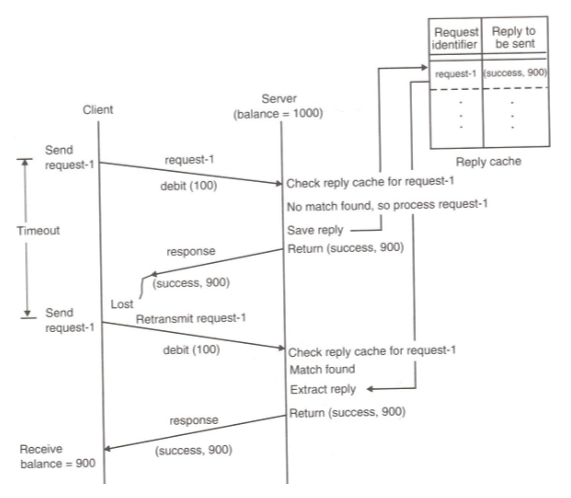 Request identifier
Reply to be sent
request-1
(success, 900)
Reply cache
Client
Server
(balance = 1000)
Send
request-1
request-1
debit (100)
Check reply cache for request-1
No match found, so process request-1
Save reply
Timeout
response
Return (success, 900)
(success, 900)
Lost
Send
request-1
Retransmit request-1
debit (100)
Check reply cache for request-1
Match found
Extract reply
Return (success, 900)
response
(success, 900)
Receive
balance = 900